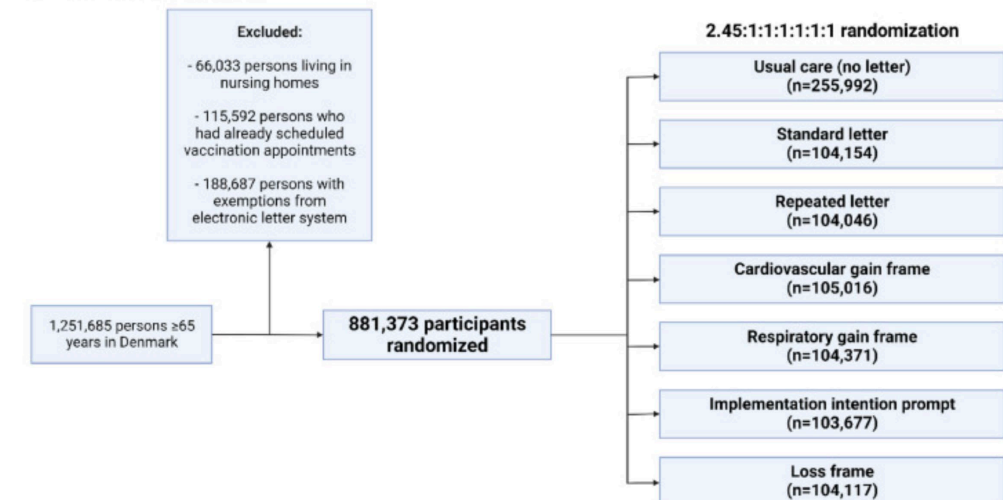 Excluded:
- 66,033 persons living in
nursing homes
- 115,592 persons who
had already scheduled
vaccination appointments
- 188,687 persons with
exemptions from
electronic letter system
1,251,685 persons ≥65
years in Denmark
881,373 participants
randomized
2.45:1:1:1:1:1:1 randomization
Usual care (no letter)
(n=255,992)
Standard letter
(n=104,154)
Repeated letter
(n=104,046)
Cardiovascular gain frame
(n=105,016)
Respiratory gain frame
(n=104,371)
Implementation intention prompt
(n=103,677)
Loss frame
(n=104,117)